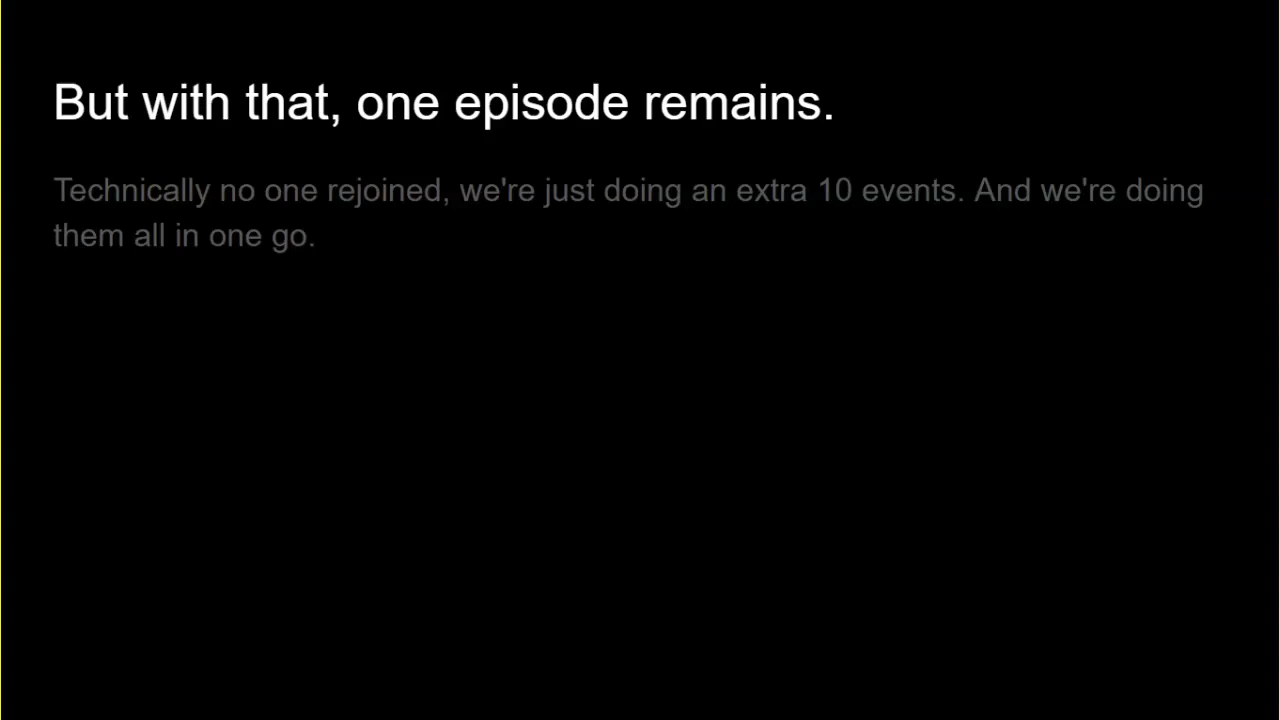 But with that, one episode remains.
Technically no one rejoined, we're just doing an extra 10 events. And we're doing
them all in one go.